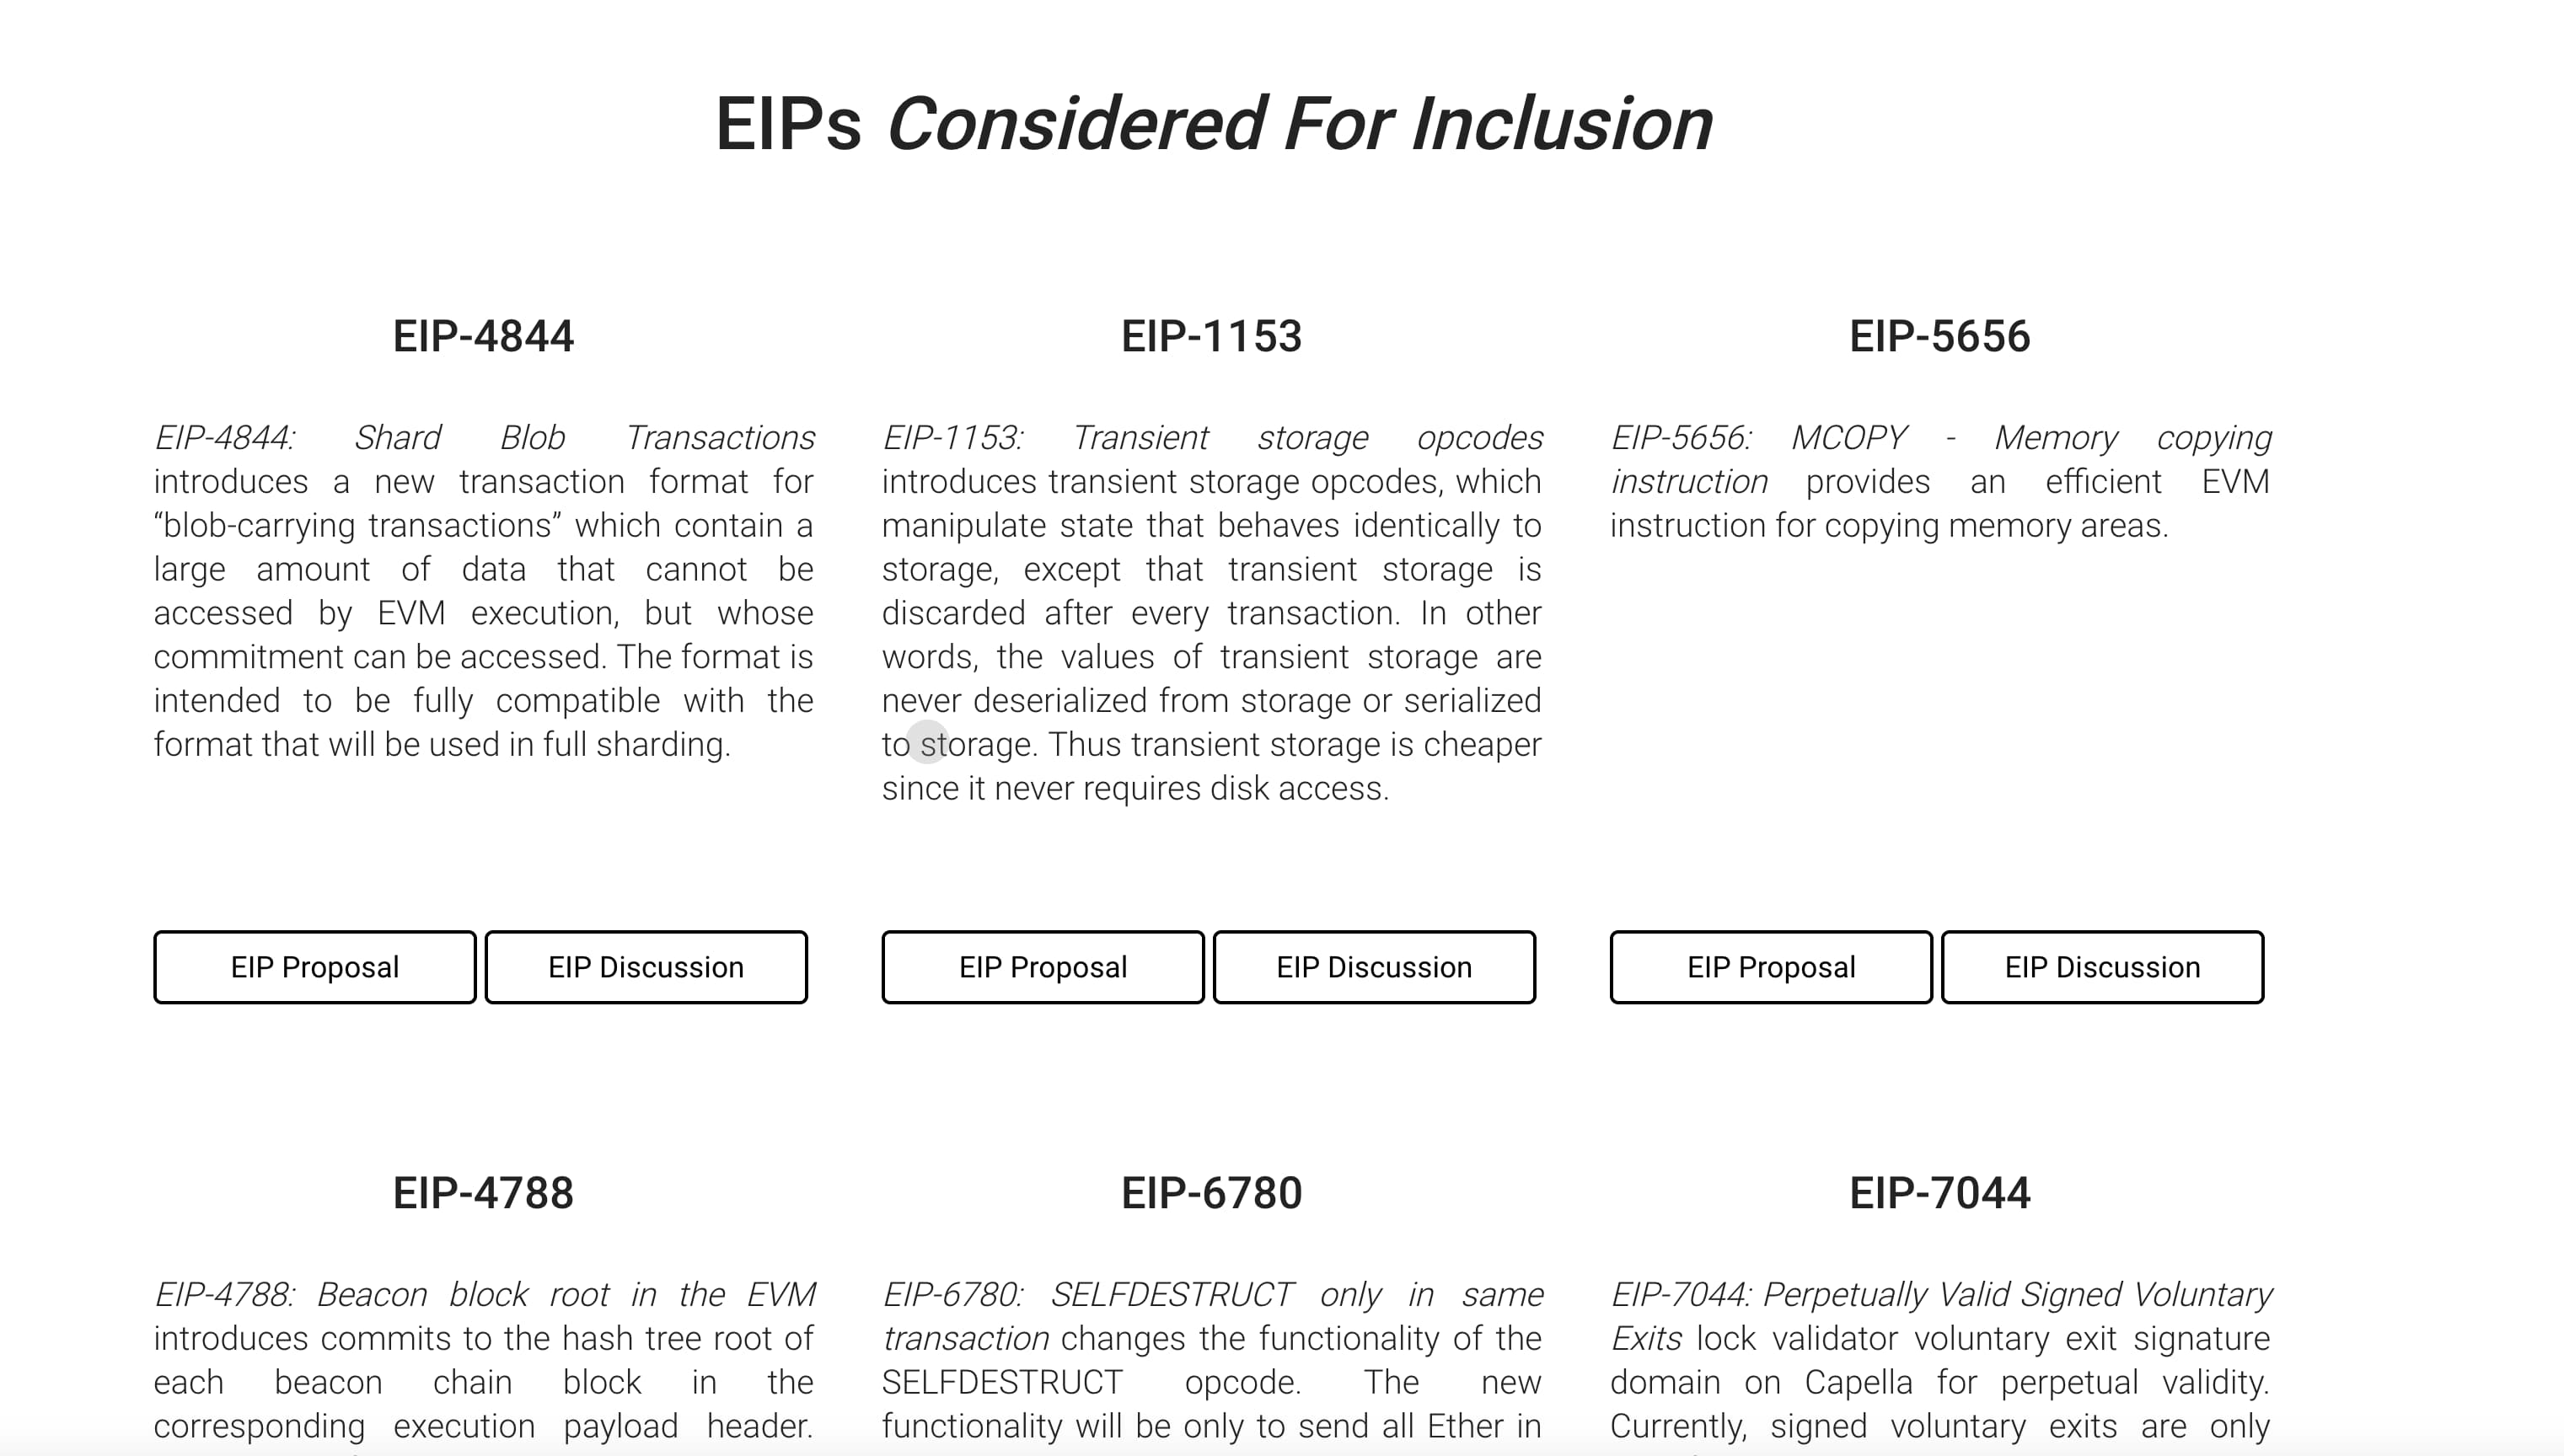 EIPs Considered For Inclusion
EIP-4844
EIP-4844: Shard Blob Transactions
introduces a new transaction format for
“blob-carrying transactions” which contain a
large amount of data that cannot be
accessed by EVM execution, but whose
commitment can be accessed. The format is
intended to be fully compatible with the
format that will be used in full sharding.
EIP Proposal
EIP Discussion
EIP-1153
EIP-1153: Transient storage opcodes
introduces transient storage opcodes, which
manipulate state that behaves identically to
storage, except that transient storage is
discarded after every transaction. In other
words, the values of transient storage are
never deserialized from storage or serialized
to storage. Thus transient storage is cheaper
since it never requires disk access.
EIP Proposal
EIP Discussion
EIP-5656
EIP-5656: MCOPY - Memory copying
instruction provides an efficient EVM
instruction for copying memory areas.
EIP Proposal
EIP Discussion
EIP-4788
EIP-4788: Beacon block root in the EVM
introduces commits to the hash tree root of
each beacon chain block in the
corresponding execution payload header.
EIP-6780
EIP-6780: SELFDESTRUCT only in same
transaction changes the functionality of the
SELFDESTRUCT opcode. The new
functionality will be only to send all Ether in
EIP-7044
EIP-7044: Perpetually Valid Signed Voluntary
Exits lock validator voluntary exit signature
domain on Capella for perpetual validity.
Currently, signed voluntary exits are only